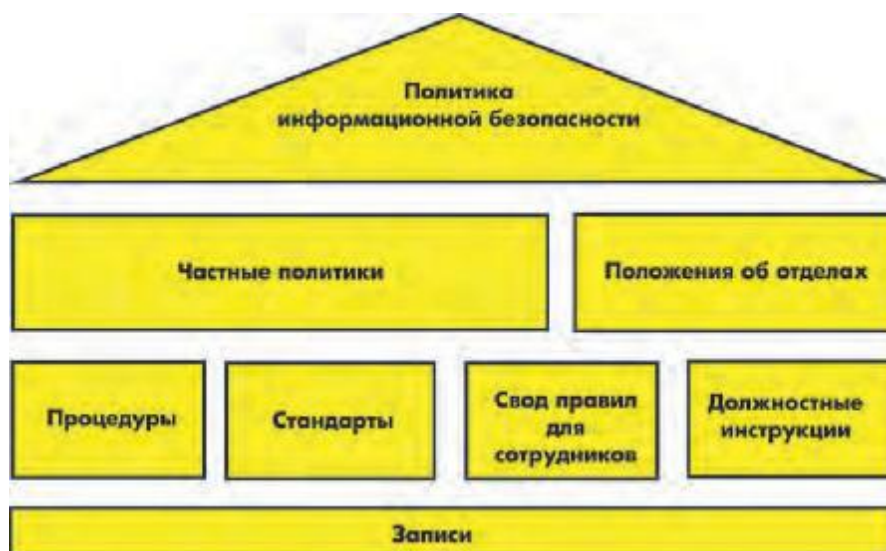 Политика
информационной безопасности
Частные политики
Положения об отделах
Процедуры
Стандарты
Свод правил
для
сотрудников
Должностные
инструкции
Записи